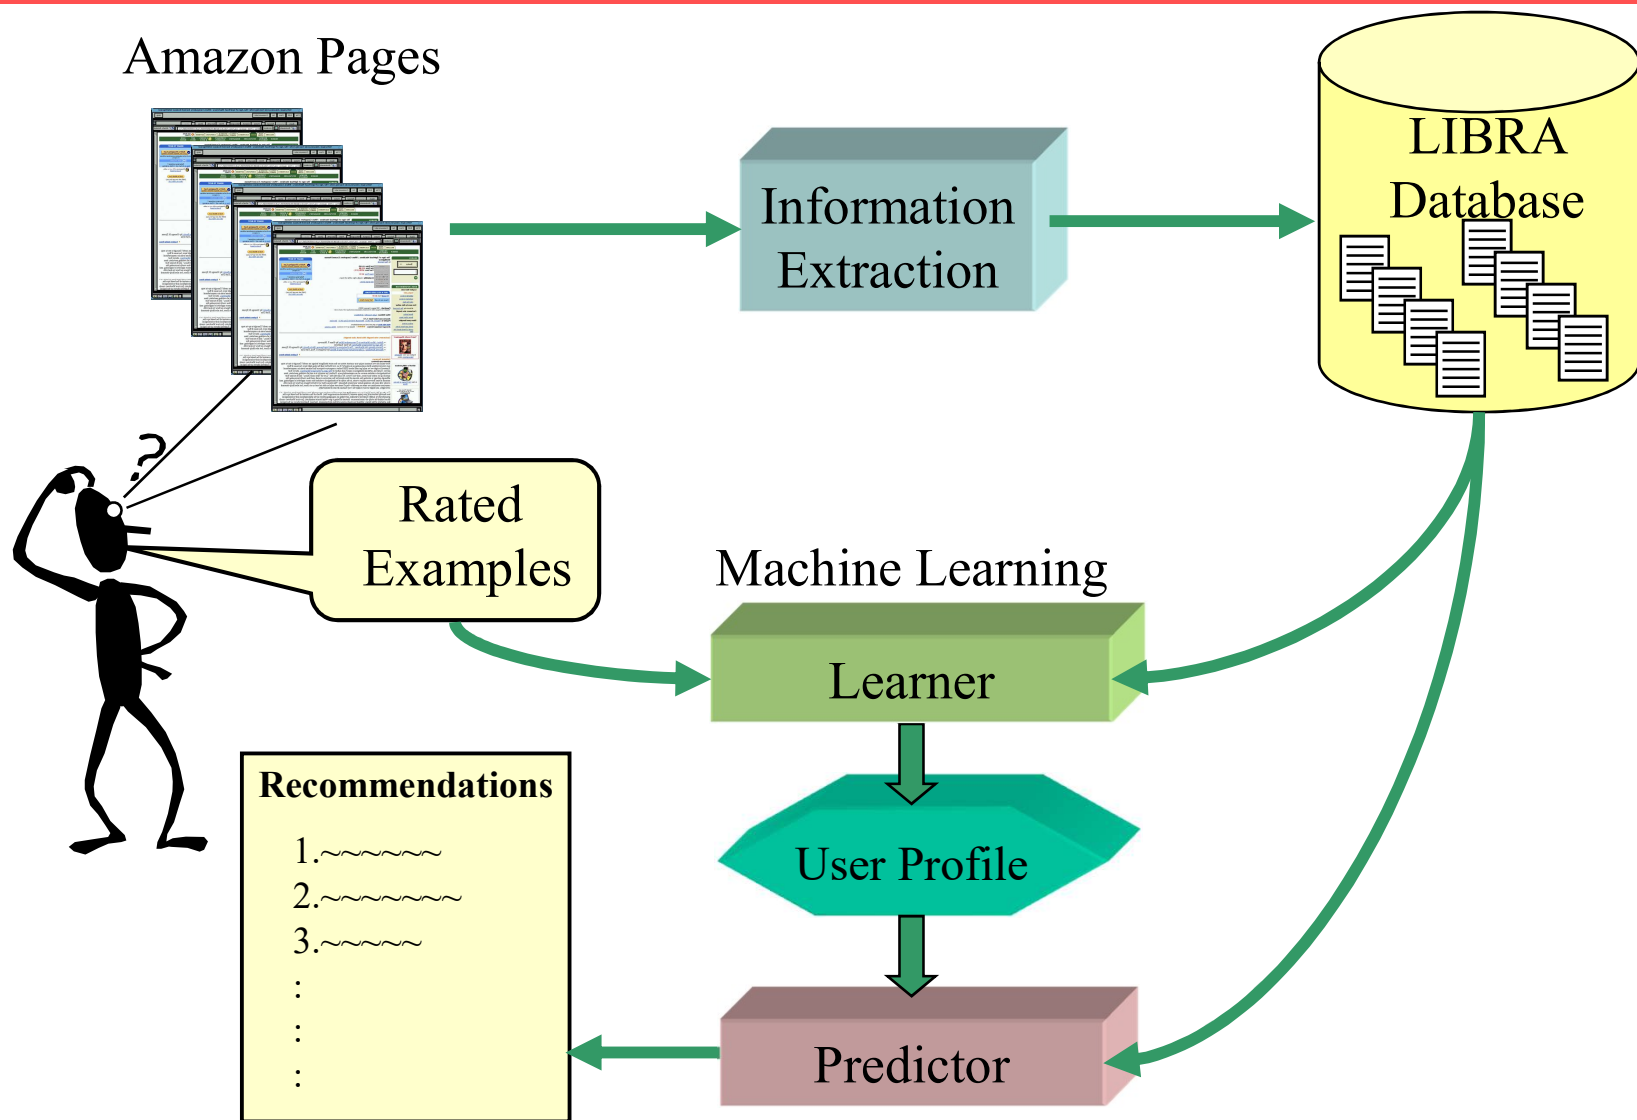 Amazon Pages
LIBRA
Database
Information
Extraction
?
Rated
Examples
Machine Learning
Learner
User Profile
Predictor
Recommendations
1.~~~~~~
2.~~~~~~~
3.~~~~~
:
:
: